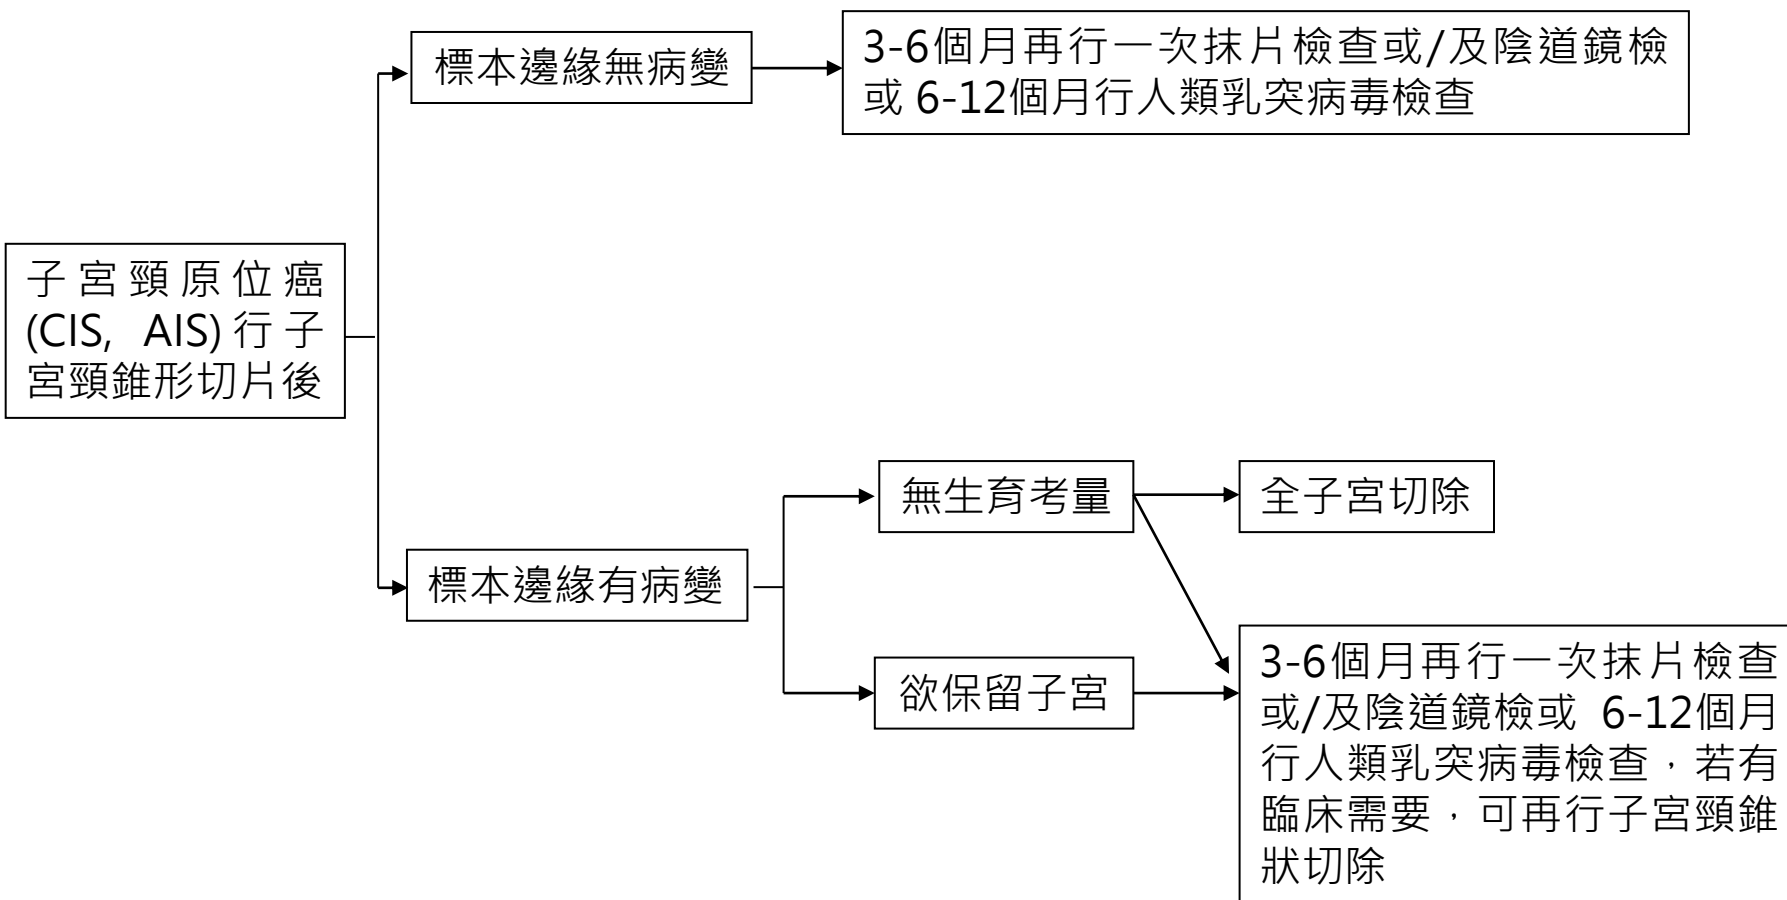 標本邊緣無病變
3-6個月再行一次抹片檢查或/及陰道鏡檢
或 6-12個月行人類乳突病毒檢查
子宮頸原位癌
(CIS, AIS)行子
宮頸錐形切片後
標本邊緣有病變
無生育考量
全子宮切除
欲保留子宮
3-6個月再行一次抹片檢查
或/及陰道鏡檢或 6-12個月
行人類乳突病毒檢查，若有
臨床需要，可再行子宮頸錐
狀切除